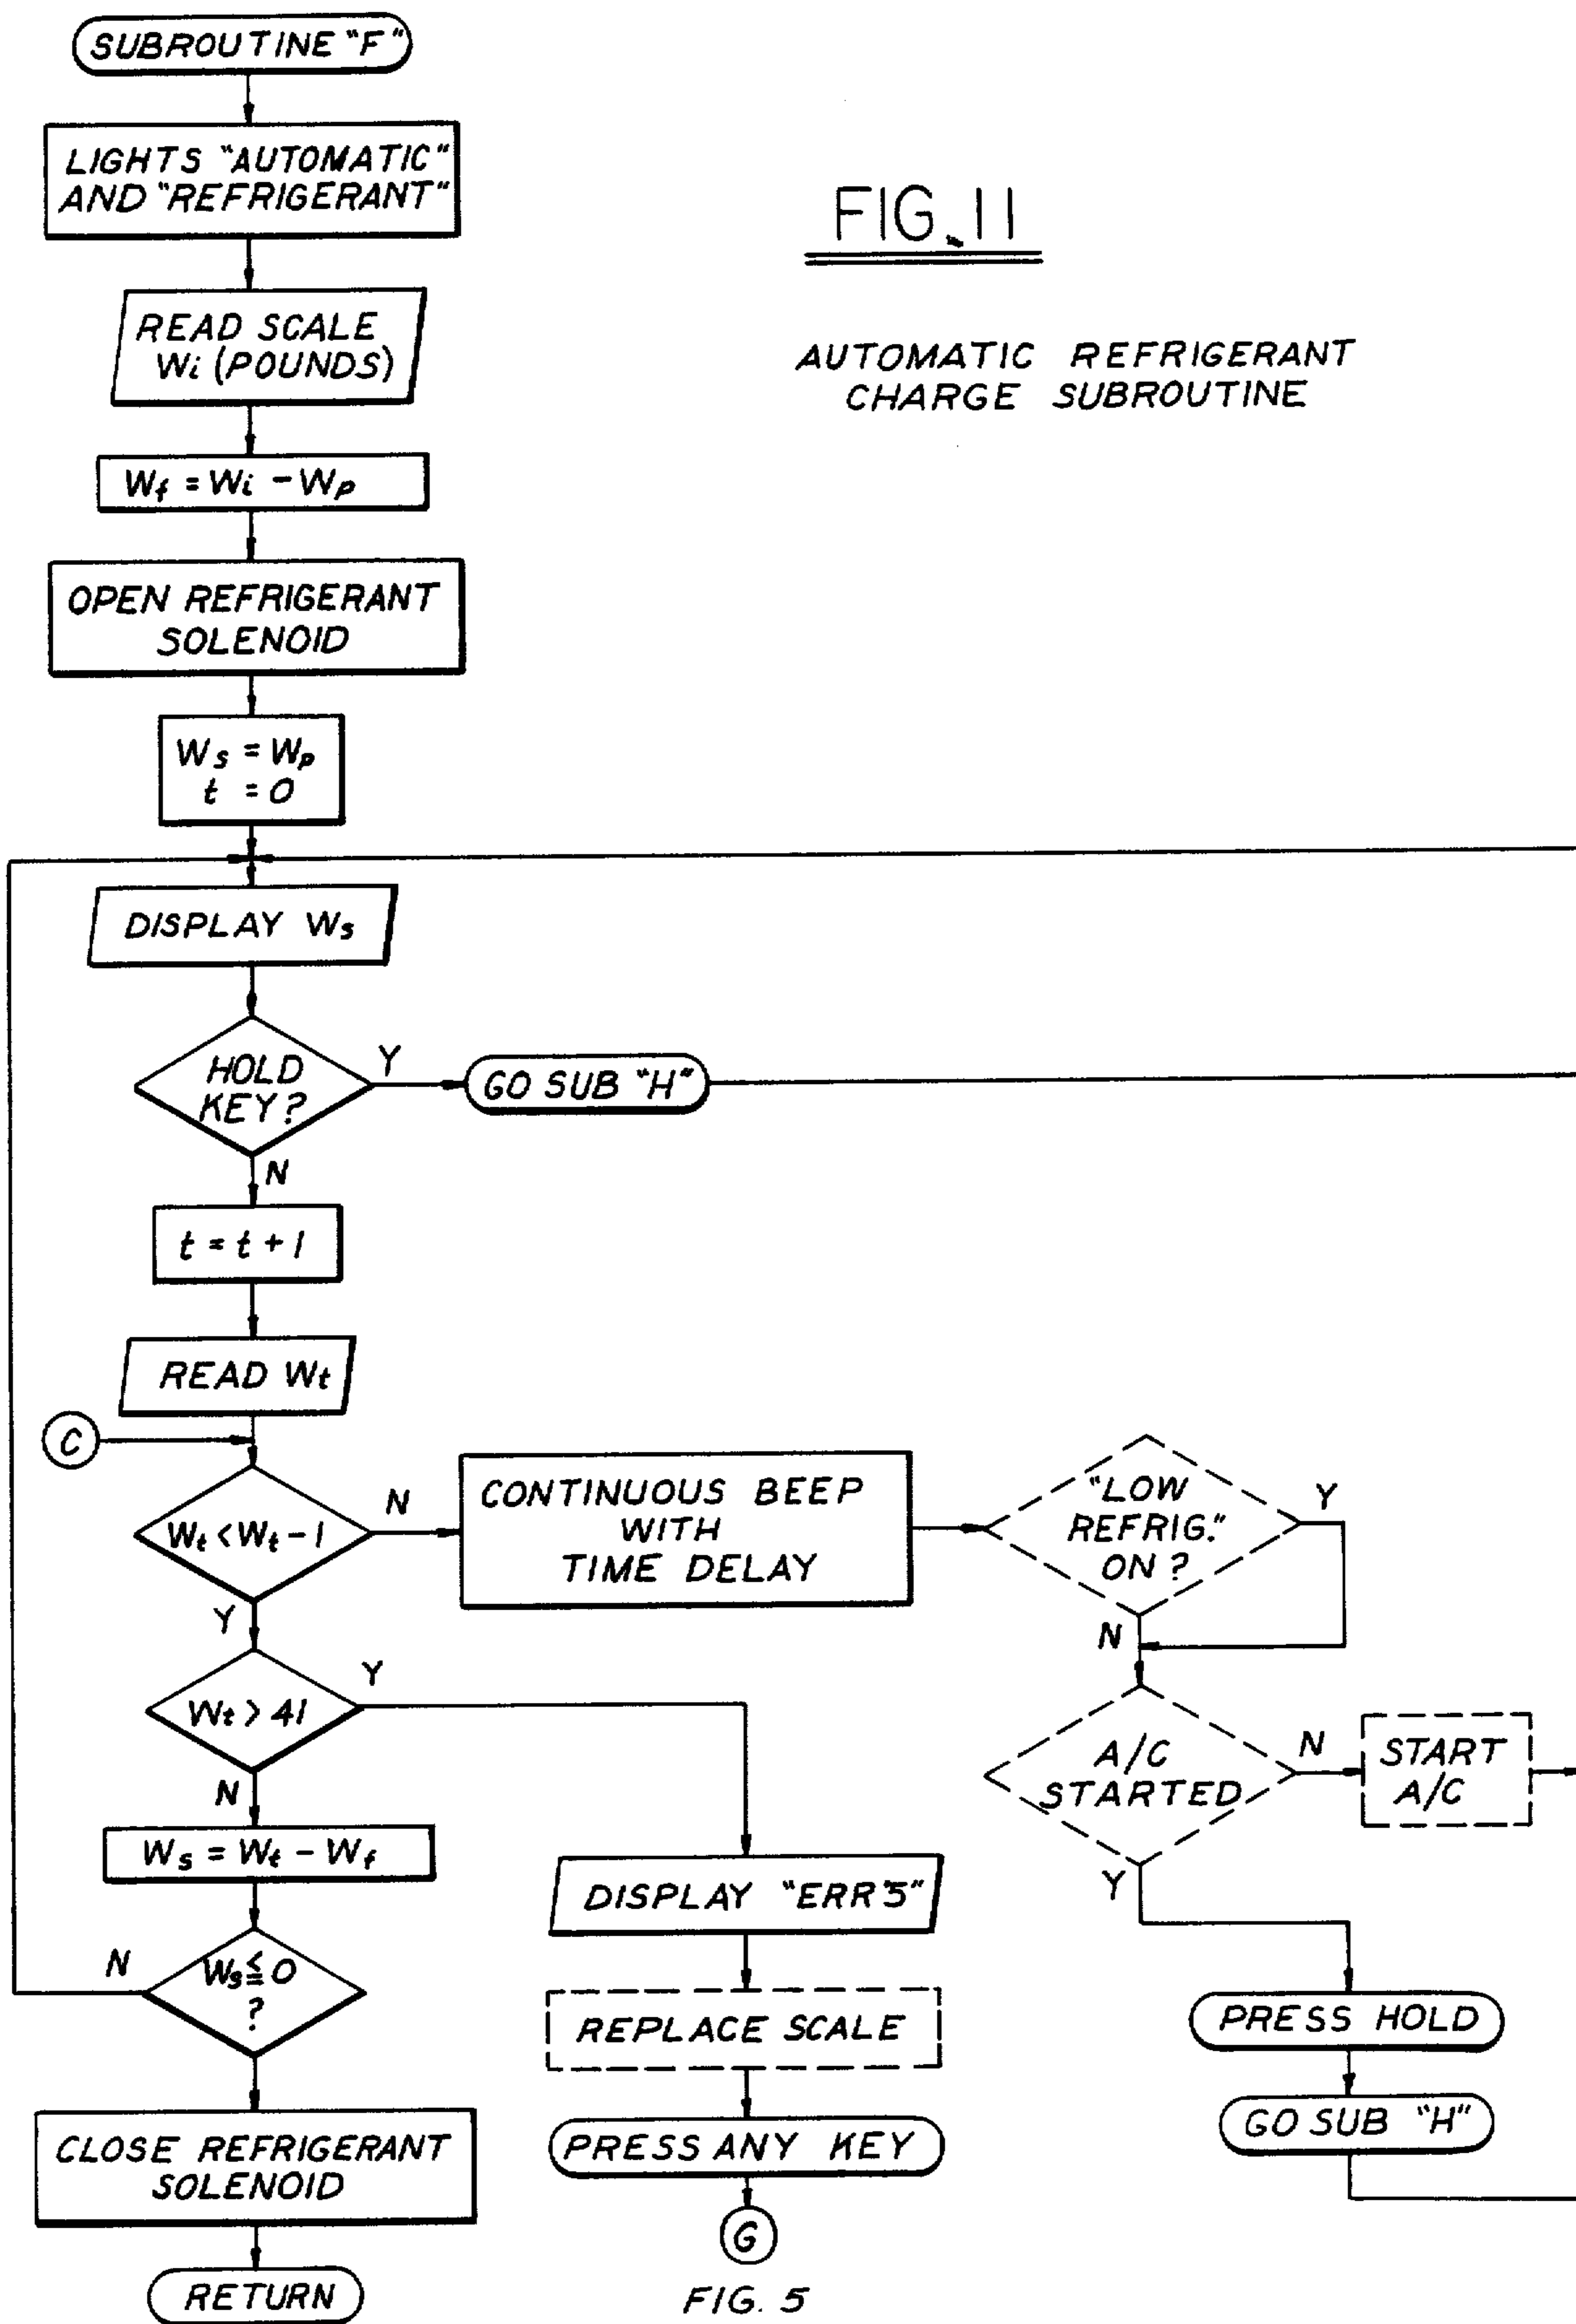 SUBROUTINE "F"
LIGHTS "AUTOMATIC"
AND "REFRIGERANT"
FIG. 11
AUTOMATIC REFRIGERANT
CHARGE SUBROUTINE
READ SCALE
Wi (POUNDS)
Wf = Wi - Wp
OPEN REFRIGERANT
SOLENOID
Ws = Wp
t = 0
DISPLAY Ws
HOLD
KEY?
Y
GO SUB "H"
N
t = t + 1
READ Wt
C
Wt < Wt - 1
N
CONTINUOUS BEEP
WITH
TIME DELAY
"LOW
REFRIG."
ON?
Y
N
Y
Wt > 41
Y
N
A/C
STARTED
N
START
A/C
Y
Ws = Wt - Wf
DISPLAY "ERR'5"
Ws ≦ 0
?
N
REPLACE SCALE
PRESS HOLD
CLOSE REFRIGERANT
SOLENOID
PRESS ANY KEY
GO SUB "H"
G
RETURN
FIG. 5